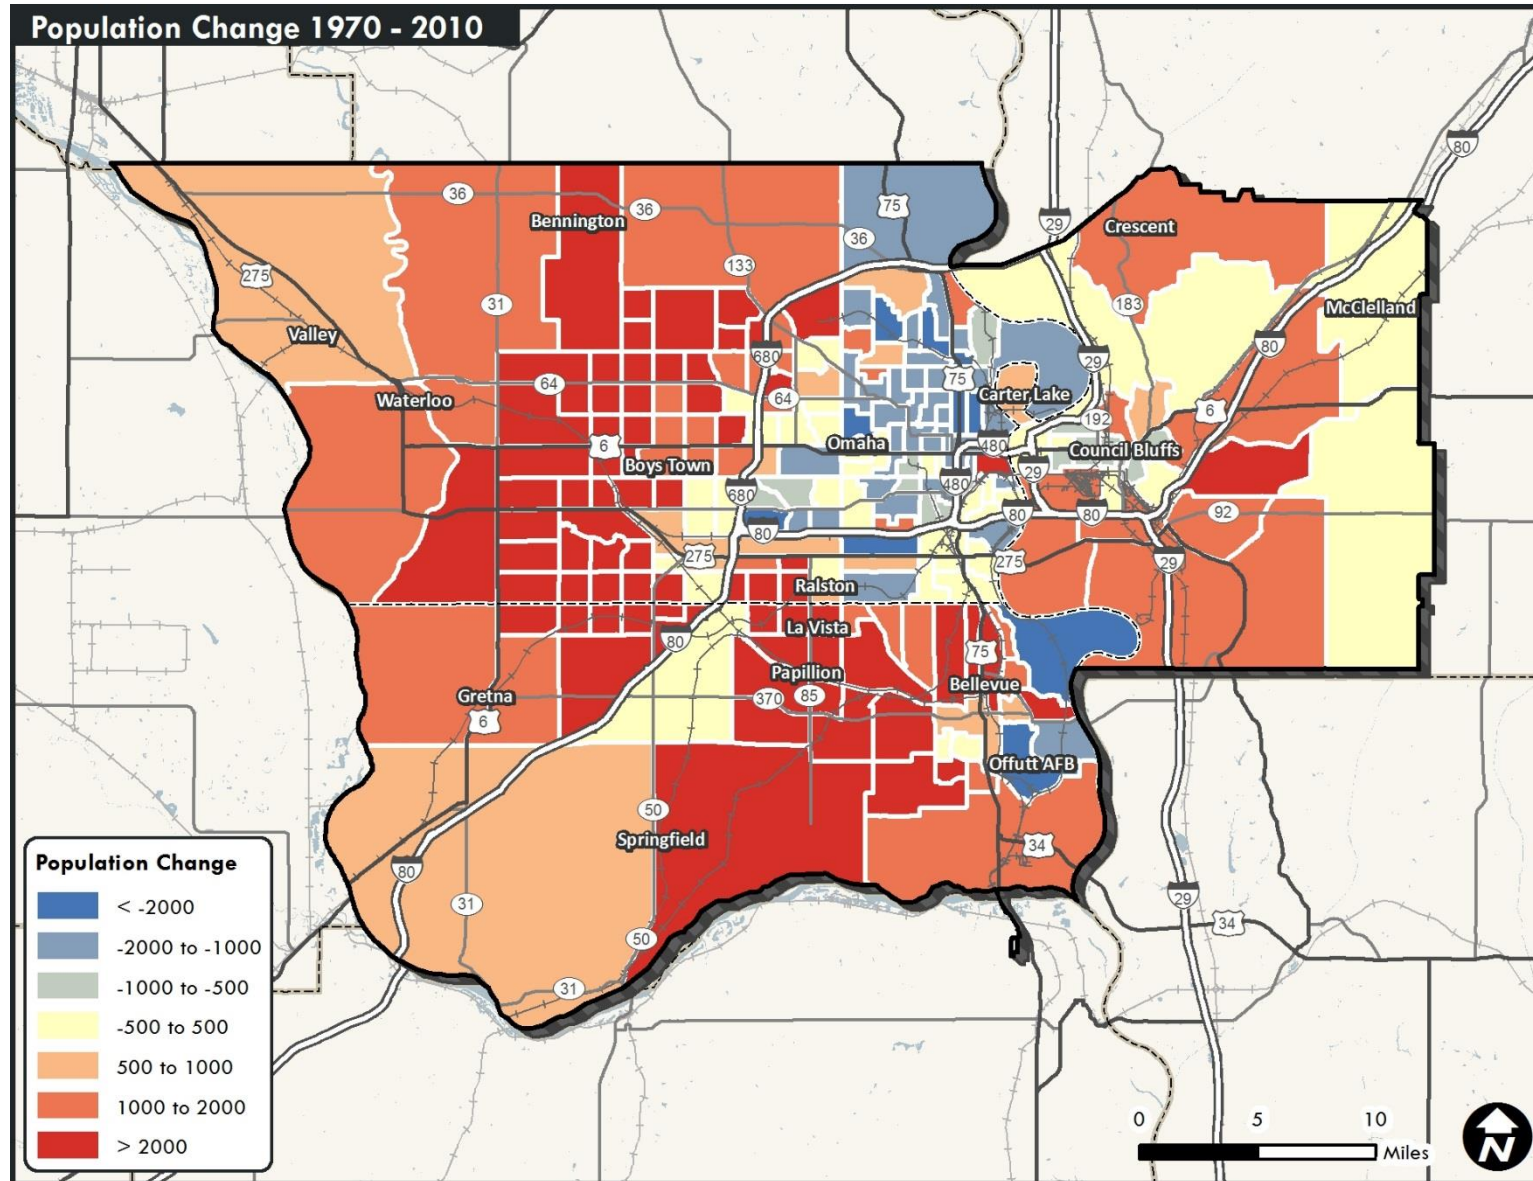 Population Change 1970 - 2010
80
29
75
36
36
Bennington
36
36
Crescent
133
275
31
183
McClelland
Valley
680
29
80
64
75
Carter Lake
Waterloo
64
192
6
6
Omaha
480
Council Bluffs
Boys Town
29
680
480
80
80
92
80
275
275
29
Ralston
La Vista
80
75
Papillion
Bellevue
Gretna
370
85
6
Offutt AFB
50
Springfield
34
80
31
50
29
34
31
Population Change
< -2000
-2000 to -1000
-1000 to -500
-500 to 500
500 to 1000
1000 to 2000
> 2000
0 5 10
Miles
N